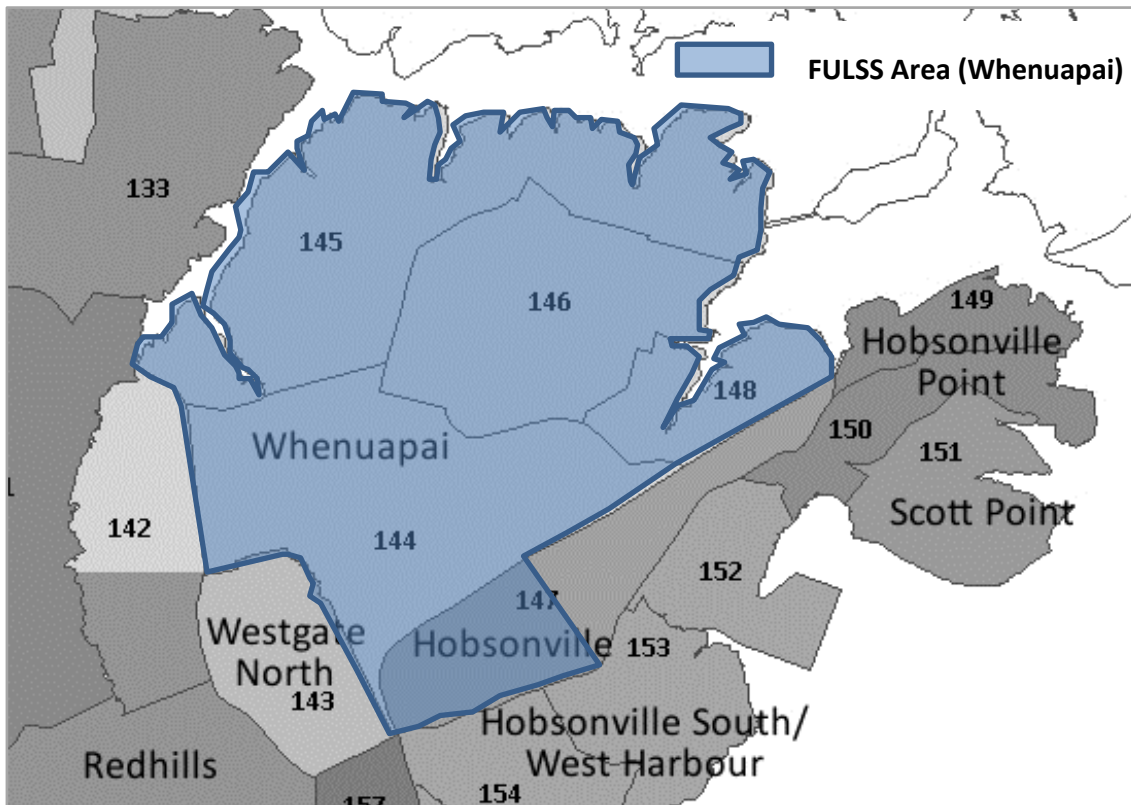 FULSS Area (Whenuapai)
133
145
146
149
Hobsonville
Point
148
150
151
Whenuapai
Scott Point
142
144
152
147
Westgate
North
Hobsonville
153
143
Hobsonville South/
West Harbour
Redhills
154